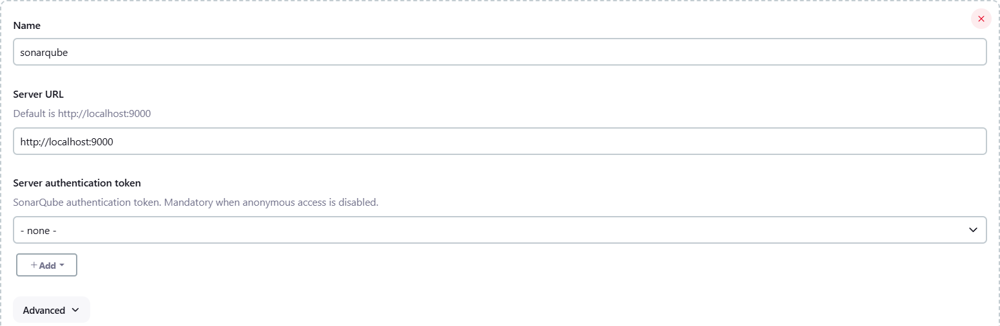 Name
sonarqube
Server URL
Default is http://localhost:9000
http://localhost:9000
Server authentication token
SonarQube authentication token. Mandatory when anonymous access is disabled.
- none -
+ Add
Advanced